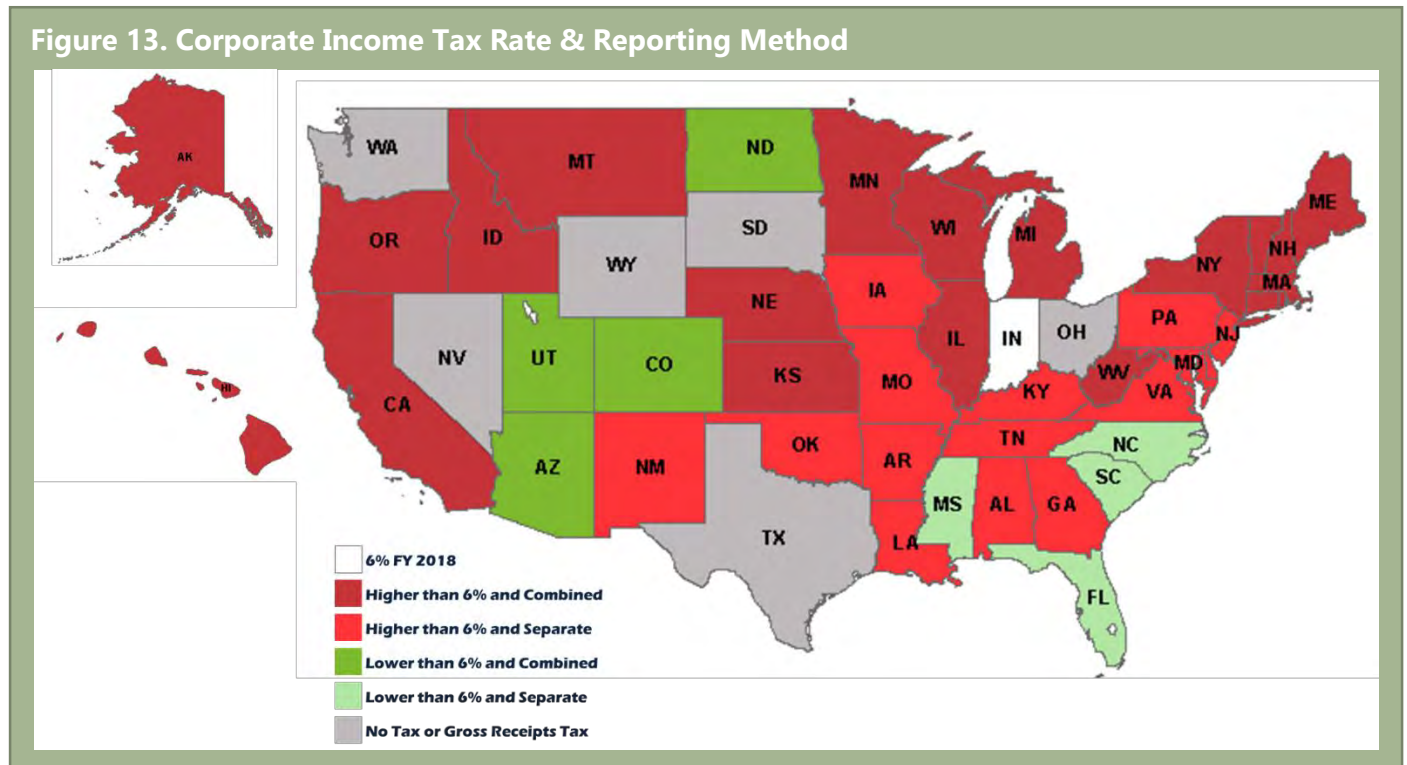 Figure 13. Corporate Income Tax Rate & Reporting Method
AK
WA
MT
ND
MN
ME
OR
ID
SD
WI
MI
NH
WY
NY
MA
NE
IA
PA
NV
UT
CO
IL
IN
OH
NJ
HI
CA
KS
MO
WV
MD
KY
VA
AZ
NM
OK
AR
TN
NC
SC
MS
AL
GA
TX
LA
FL
6% FY 2018
Higher than 6% and Combined
Higher than 6% and Separate
Lower than 6% and Combined
Lower than 6% and Separate
No Tax or Gross Receipts Tax